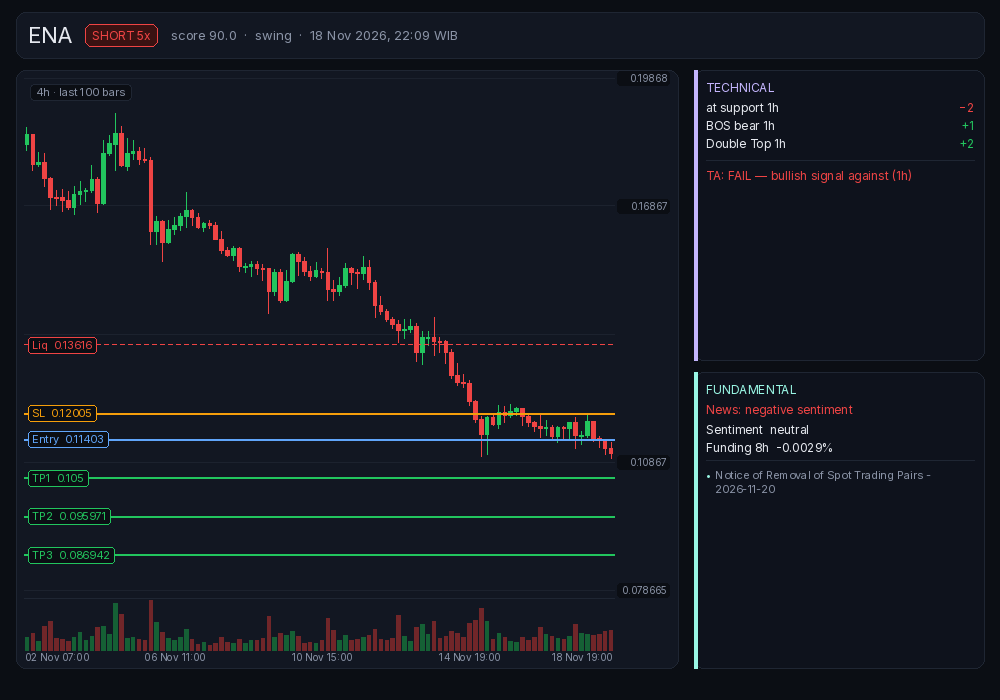 ENA SHORT 5x score 90.0 · swing · 18 Nov 2026, 22:09 WIB
4h · last 100 bars
0.19868
0.16867
Liq 0.13616
SL 0.12005
Entry 0.11403
0.10867
TP1 0.105
TP2 0.095971
TP3 0.086942
0.078665
02 Nov 07:00 06 Nov 11:00 10 Nov 15:00 14 Nov 19:00 18 Nov 19:00
TECHNICAL
at support 1h −2
BOS bear 1h +1
Double Top 1h +2
TA: FAIL — bullish signal against (1h)
FUNDAMENTAL
News: negative sentiment
Sentiment neutral
Funding 8h -0.0029%
• Notice of Removal of Spot Trading Pairs -
2026-11-20